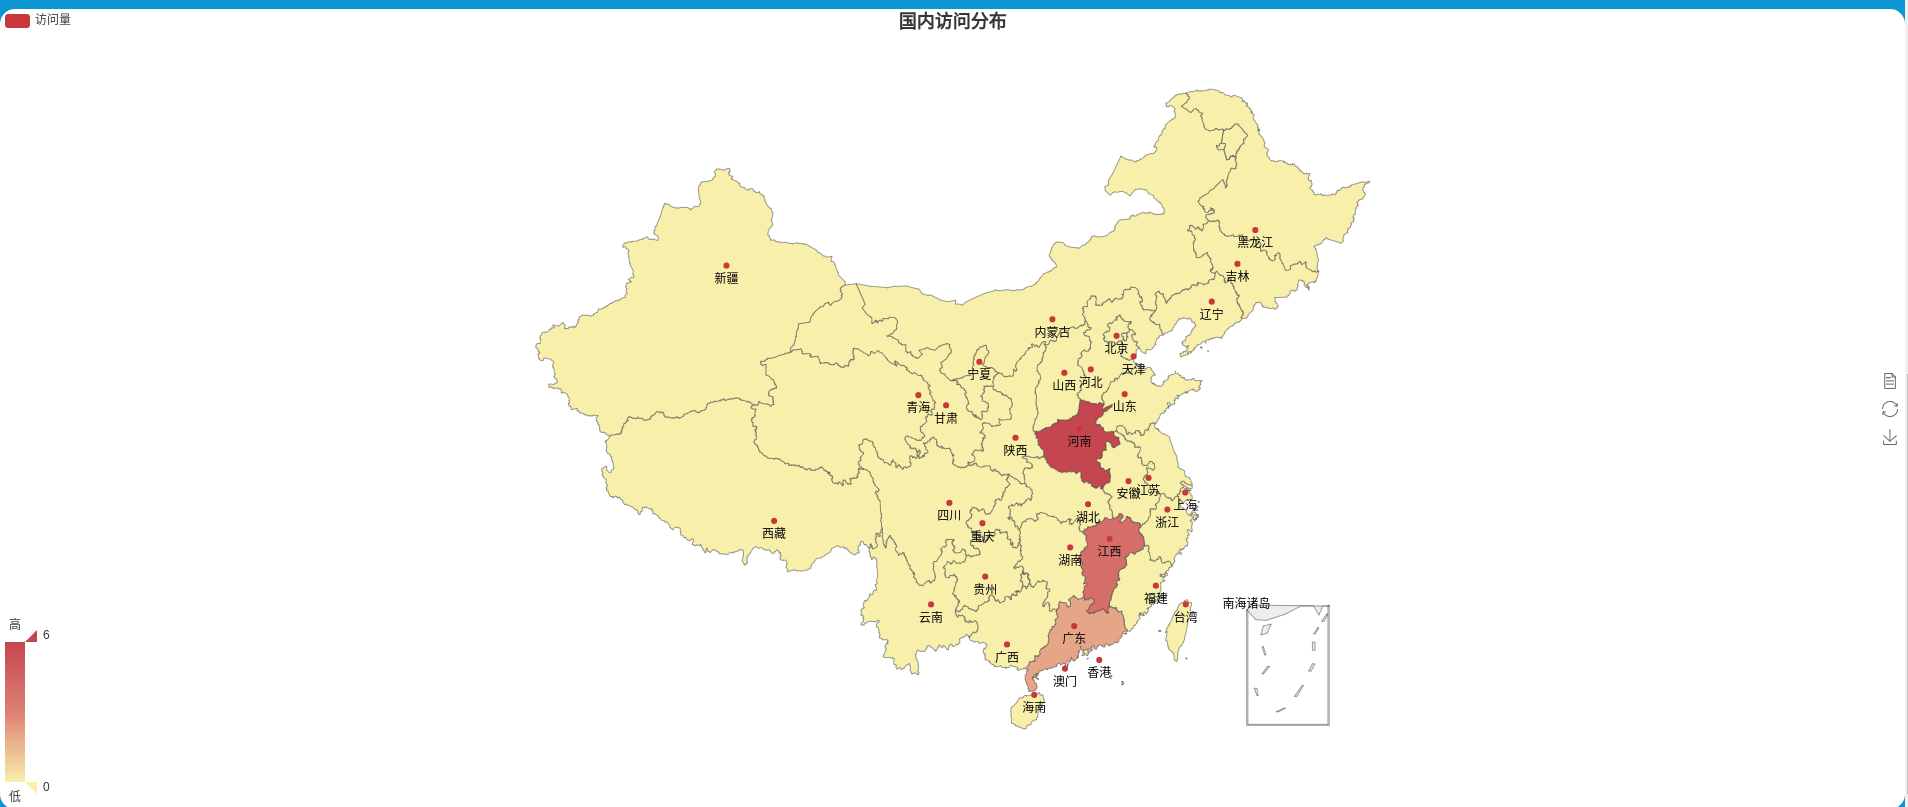 访问量
国内访问分布
黑龙江
新疆
吉林
辽宁
内蒙古
北京
天津
宁夏
山西
河北
青海
甘肃
山东
河南
陕西
安徽
江苏
上海
四川
湖北
浙江
西藏
重庆
江西
湖南
贵州
福建
南海诸岛
云南
台湾
广东
广西
香港
澳门
海南
高
6
0
低